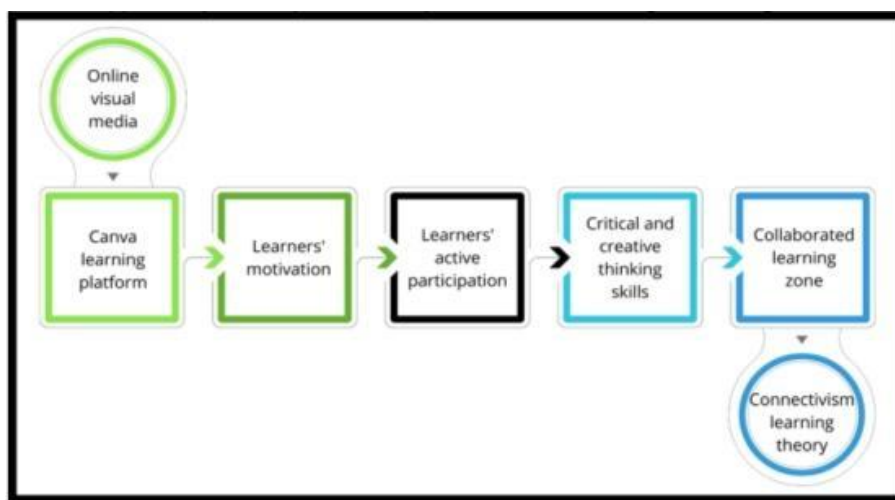 Online
visual
media
Canva
learning
platform
Learners'
motivation
Learners'
active
participation
Critical and
creative
thinking
skills
Collaborated
learning
zone
Connectivism
learning
theory